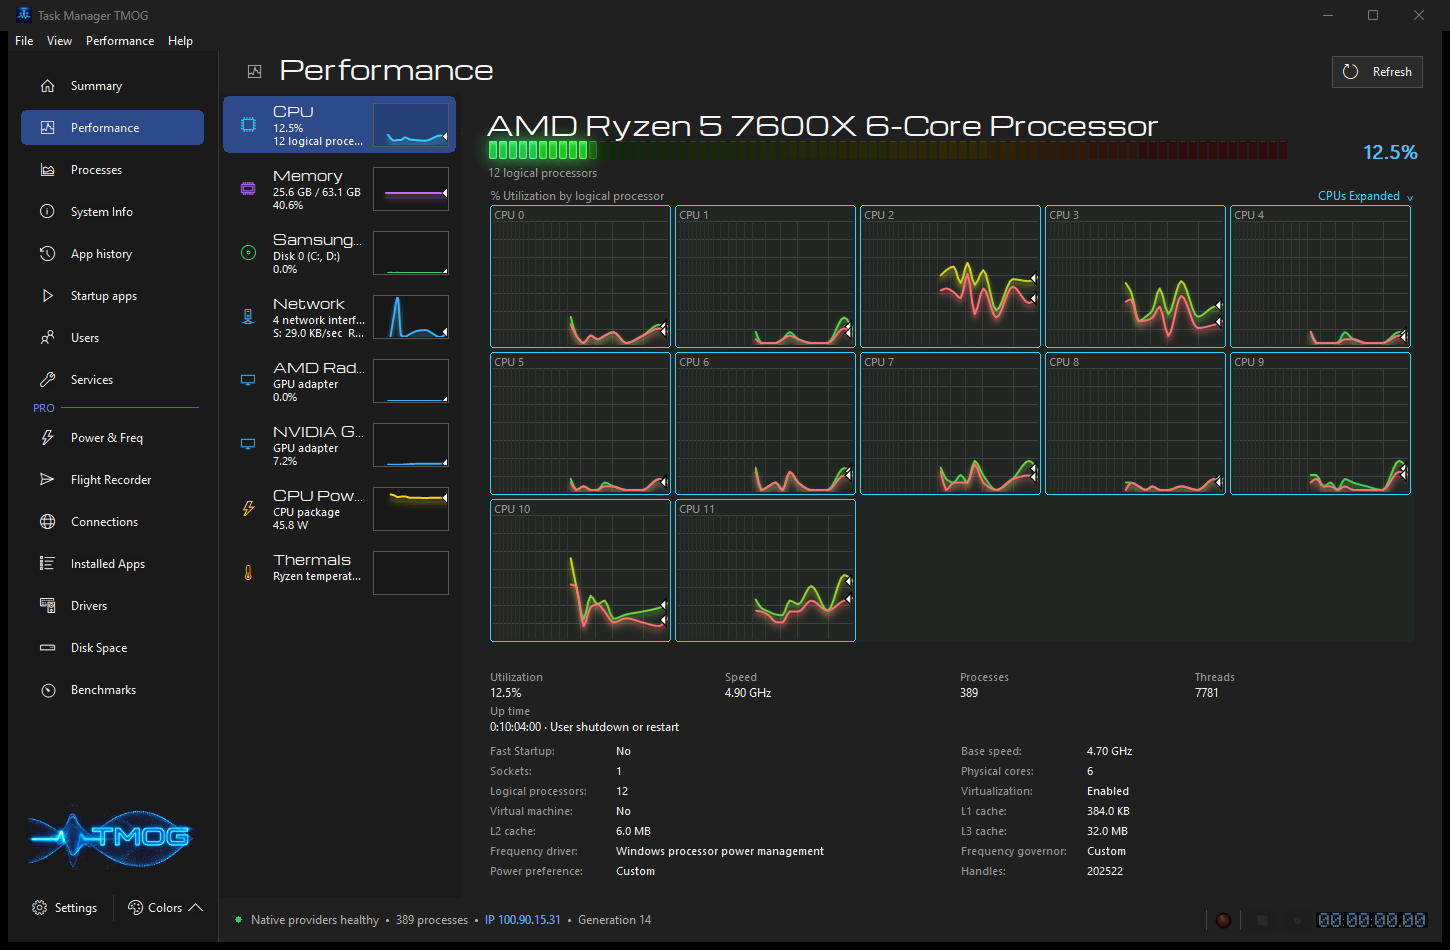 Task Manager TMOG
File View Performance Help
Summary
Performance
Processes
System Info
App history
Startup apps
Users
Services
PRO
Power & Freq
Flight Recorder
Connections
Installed Apps
Drivers
Disk Space
Benchmarks
TMOG
Settings
Colors
Performance
Refresh
CPU
12.5%
12 logical proce...
Memory
25.6 GB / 63.1 GB
40.6%
Samsung...
Disk 0 (C:, D:)
0.0%
Network
4 network interf...
S: 29.0 KB/sec R...
AMD Rad...
GPU adapter
0.0%
NVIDIA G...
GPU adapter
7.2%
CPU Pow...
CPU package
45.8 W
Thermals
Ryzen temperat...
AMD Ryzen 5 7600X 6-Core Processor
12.5%
12 logical processors
% Utilization by logical processor
CPUs Expanded
CPU 0
CPU 1
CPU 2
CPU 3
CPU 4
CPU 5
CPU 6
CPU 7
CPU 8
CPU 9
CPU 10
CPU 11
Utilization
12.5%
Speed
4.90 GHz
Processes
389
Threads
7781
Up time
0:10:04:00 · User shutdown or restart
Fast Startup: No
Sockets: 1
Logical processors: 12
Virtual machine: No
L2 cache: 6.0 MB
Frequency driver: Windows processor power management
Power preference: Custom
Base speed: 4.70 GHz
Physical cores: 6
Virtualization: Enabled
L1 cache: 384.0 KB
L3 cache: 32.0 MB
Frequency governor: Custom
Handles: 202522
Native providers healthy • 389 processes • IP 100.90.15.31 • Generation 14
00:00:00.00